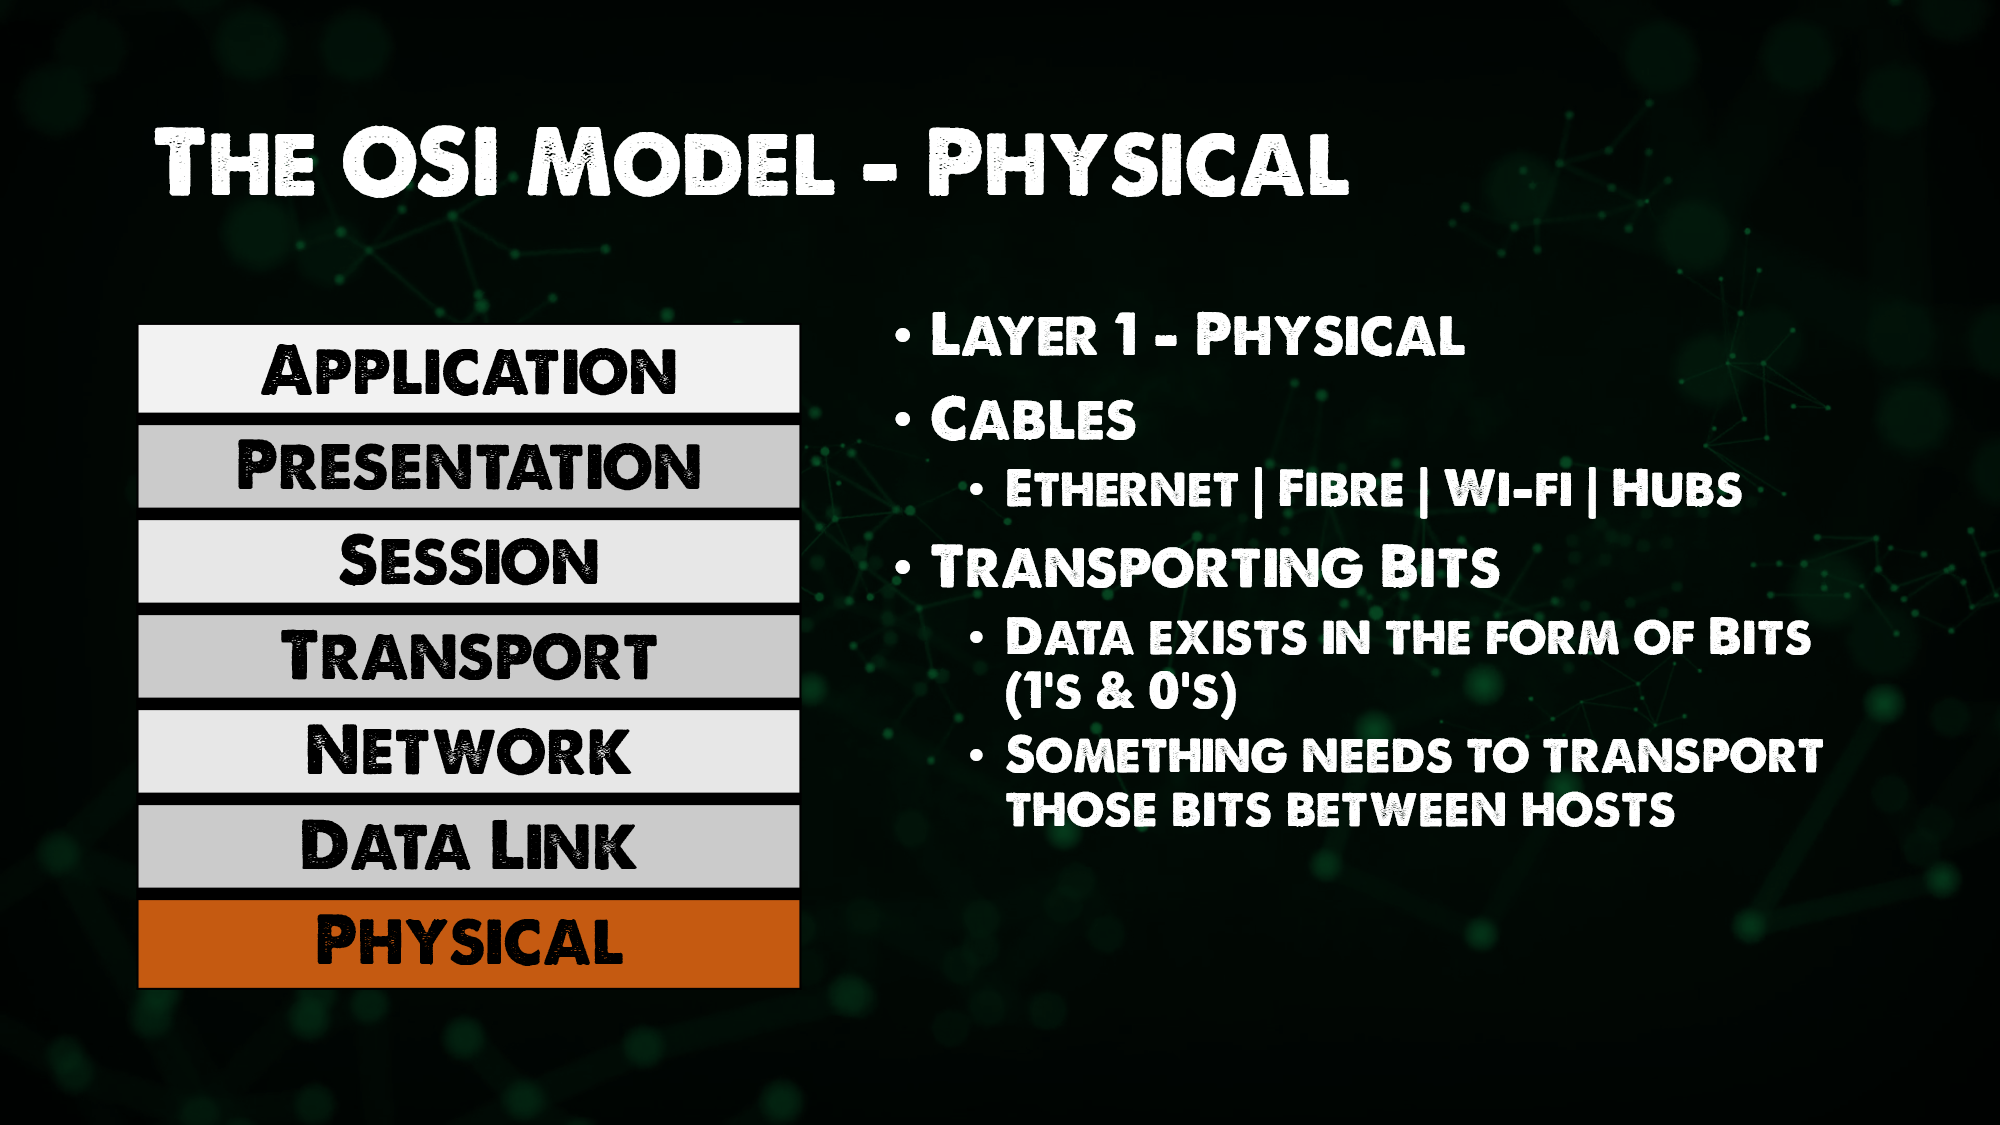 The OSI Model - Physical
Application
Presentation
Session
Transport
Network
Data Link
Physical
• Layer 1 - Physical
• Cables
• Ethernet | Fibre | Wi-Fi | Hubs
• Transporting Bits
• Data exists in the form of Bits
(1's & 0's)
• Something needs to transport
those bits between hosts